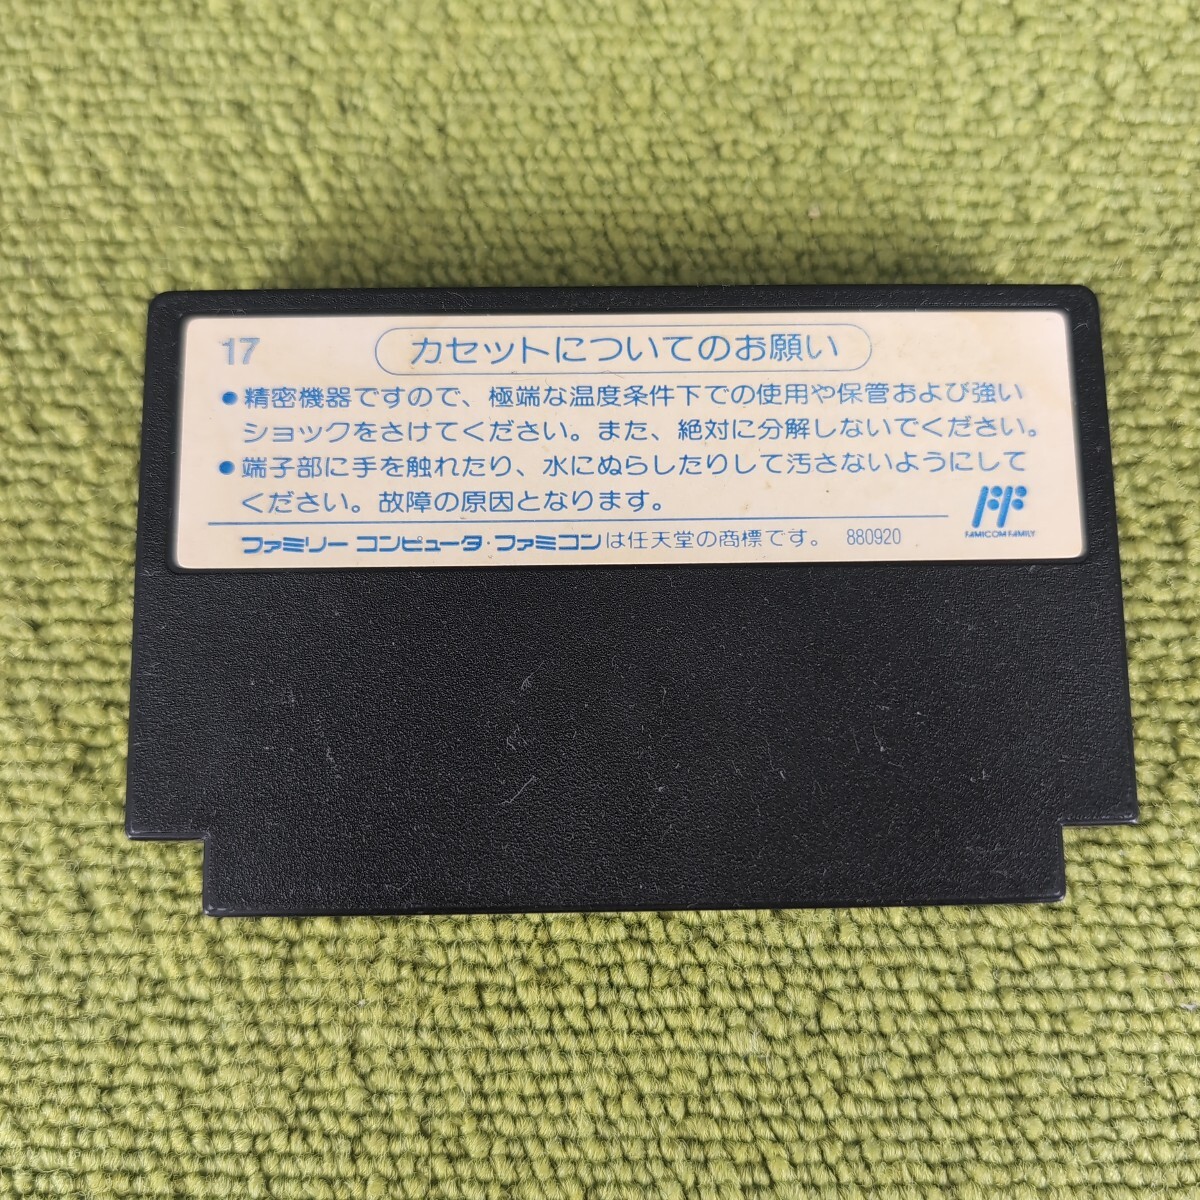 17
カセットについてのお願い
●精密機器ですので、極端な温度条件下での使用や保管および強い
ショックをさけてください。また、絶対に分解しないでください。
●端子部に手を触れたり、水にぬらしたりして汚さないようにして
ください。故障の原因となります。
FF
FAMICOM FAMILY
ファミリーコンピュータ・ファミコンは任天堂の商標です。 880920